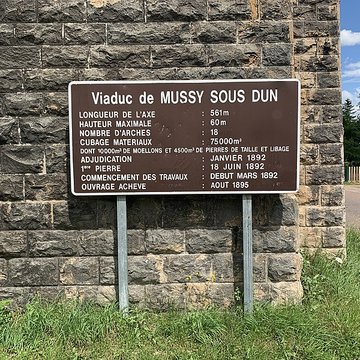 Viaduc de MUSSY SOUS DUN
LONGUEUR DE L'AXE : 561m
HAUTEUR MAXIMALE : 60m
NOMBRE D'ARCHES : 18
CUBAGE MATERIAUX : 75000m³
DONT 10000m³ DE MOELLONS ET 4500m³ DE PIERRES DE TAILLE ET LIBAGE
ADJUDICATION : JANVIER 1892
1ère PIERRE : 18 JUIN 1892
COMMENCEMENT DES TRAVAUX : DEBUT MARS 1892
OUVRAGE ACHEVE : AOUT 1895